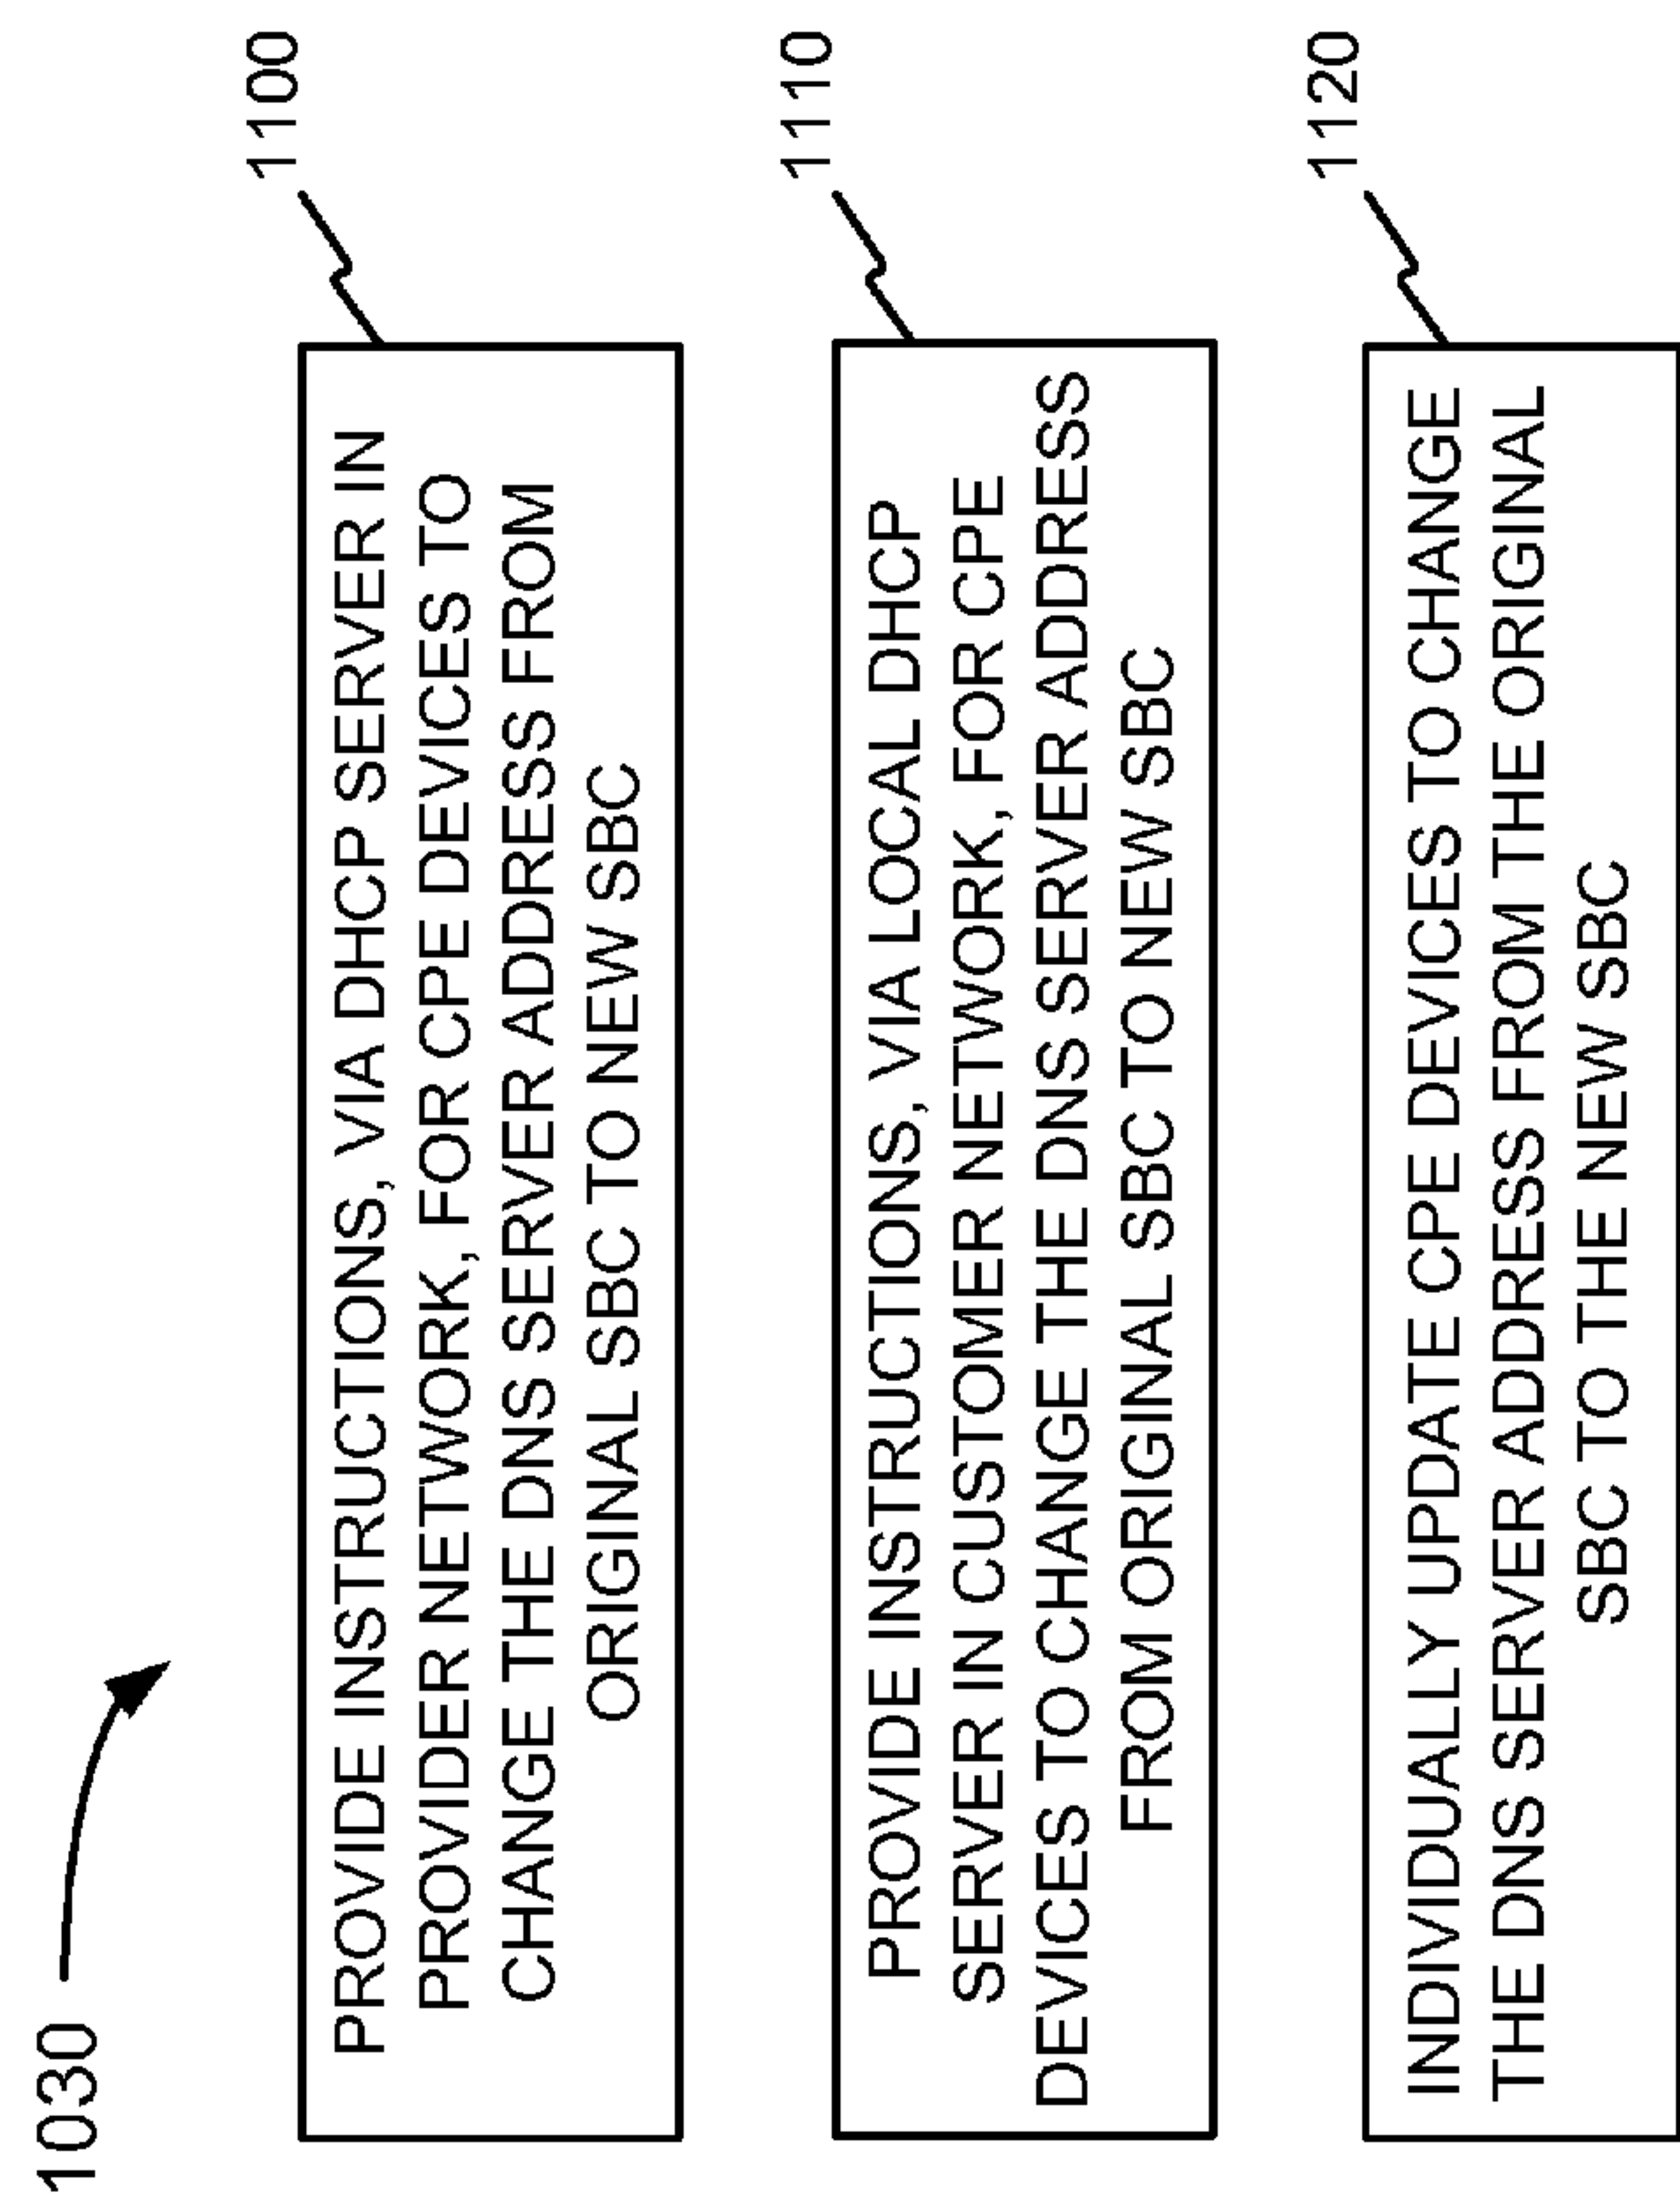 1030
1100
PROVIDE INSTRUCTIONS, VIA DHCP SERVER IN
PROVIDER NETWORK, FOR CPE DEVICES TO
CHANGE THE DNS SERVER ADDRESS FROM
ORIGINAL SBC TO NEW SBC
1110
PROVIDE INSTRUCTIONS, VIA LOCAL DHCP
SERVER IN CUSTOMER NETWORK, FOR CPE
DEVICES TO CHANGE THE DNS SERVER ADDRESS
FROM ORIGINAL SBC TO NEW SBC
1120
INDIVIDUALLY UPDATE CPE DEVICES TO CHANGE
THE DNS SERVER ADDRESS FROM THE ORIGINAL
SBC TO THE NEW SBC